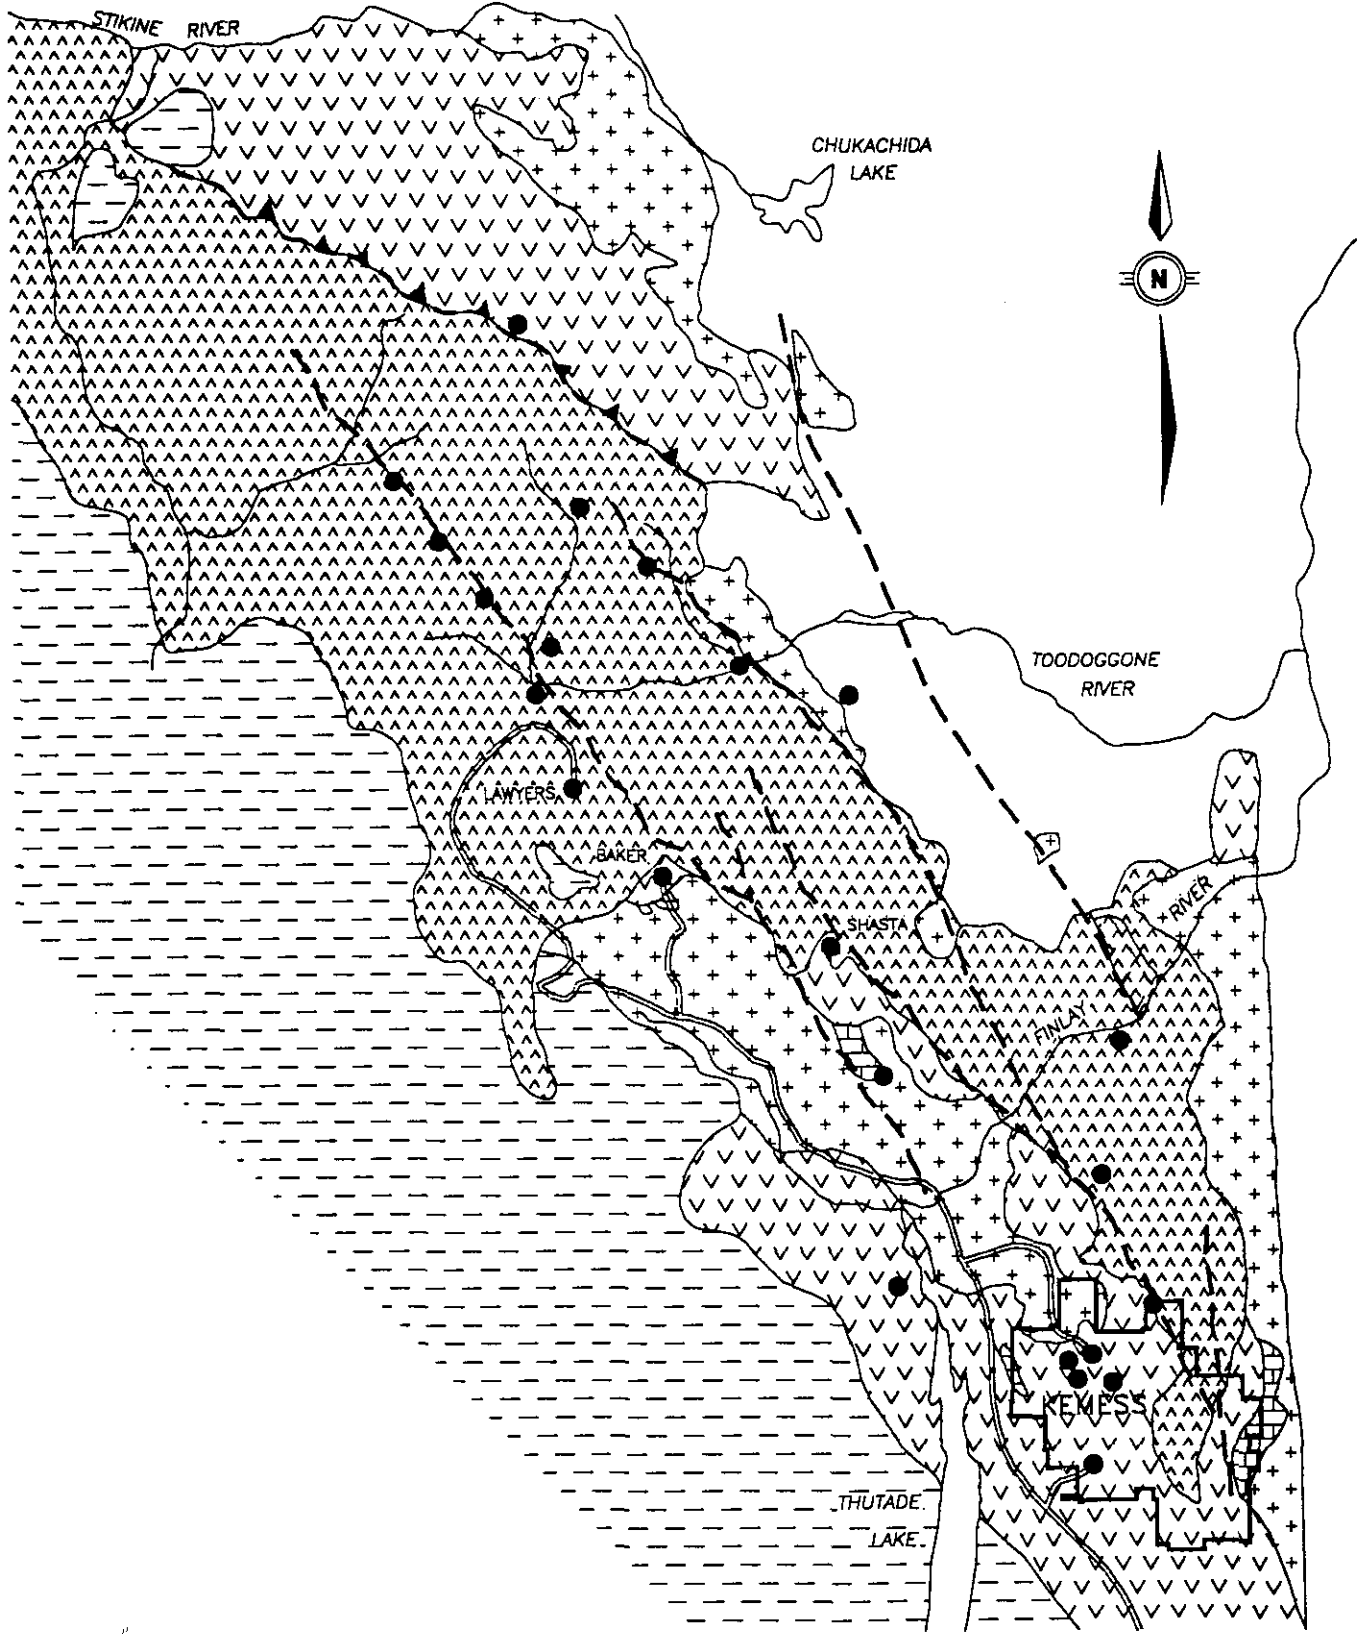 STIKINE RIVER
CHUKACHIDA
LAKE
N
TOODOGGONE
RIVER
LAWYERS
BAKER
RIVER
SHASTA
FINLAY
KEMESS
THUTADE
LAKE